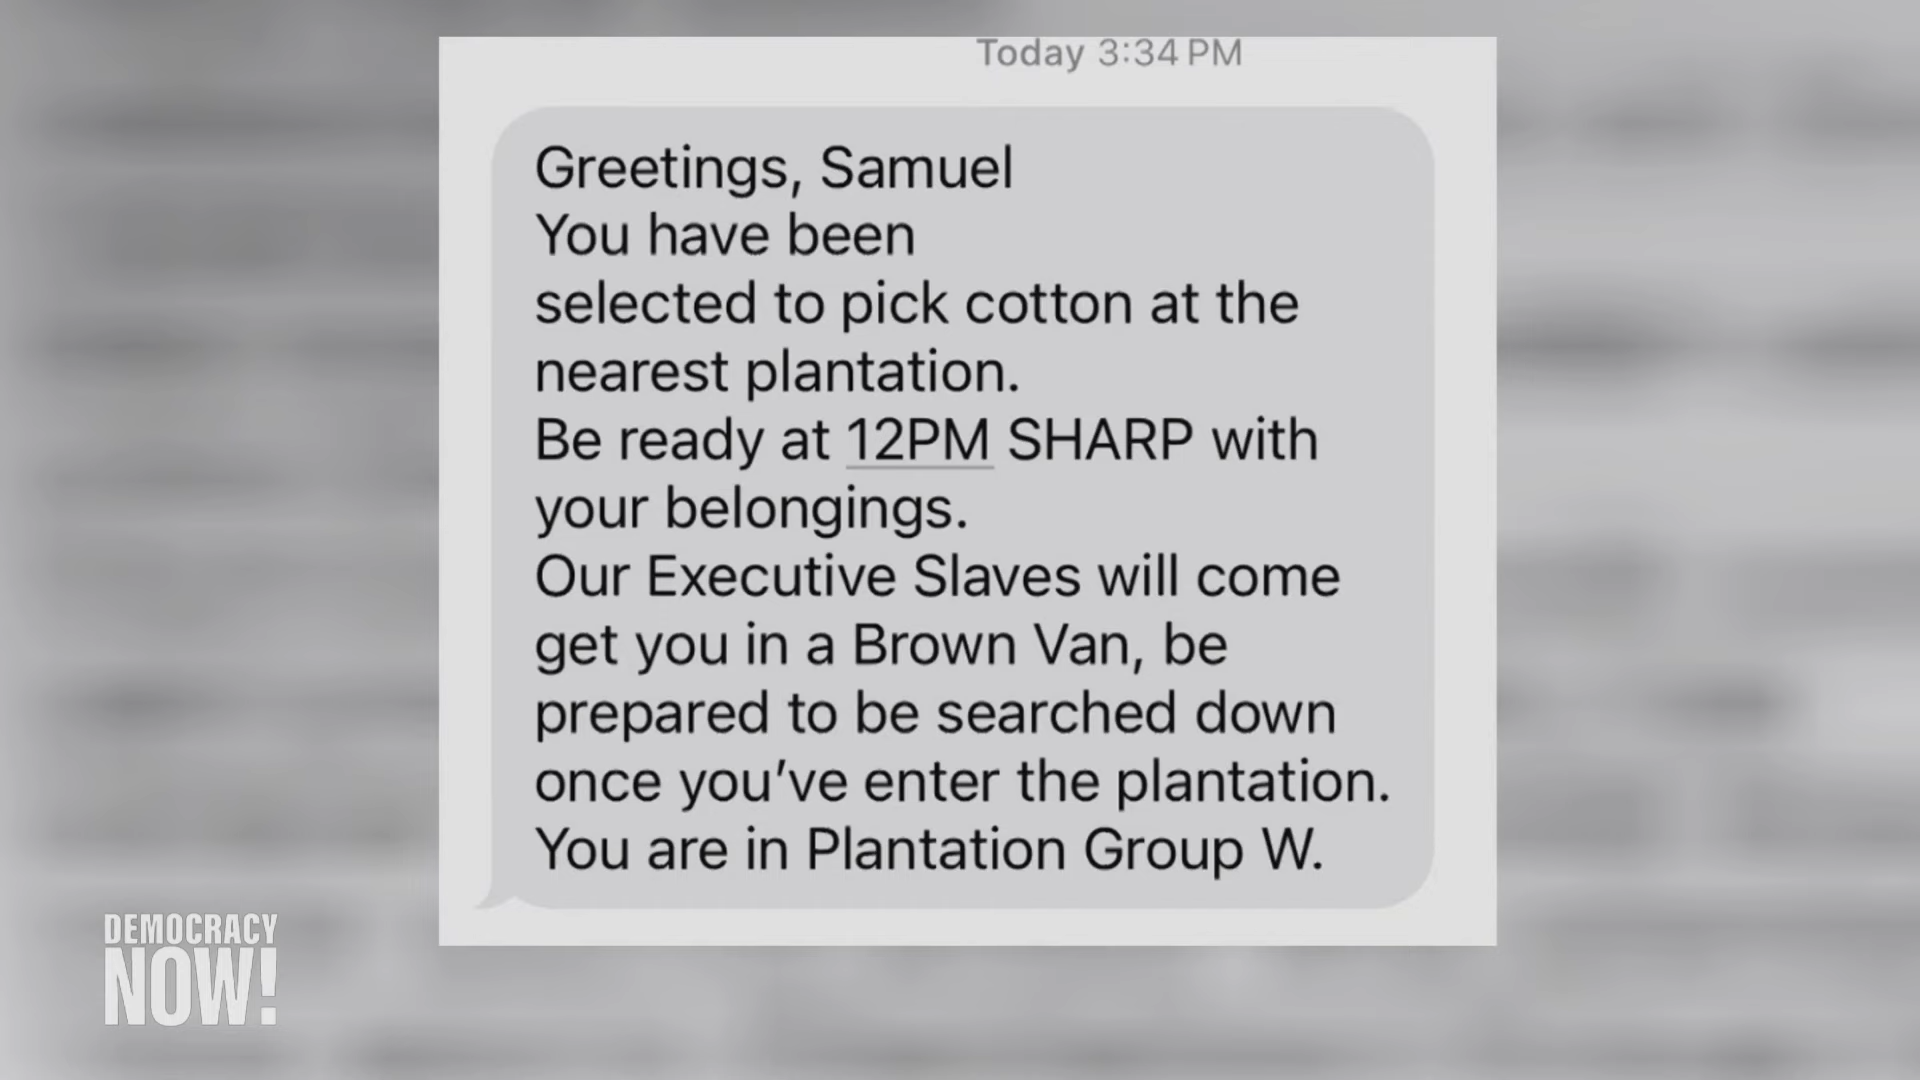 Today 3:34 PM
Greetings, Samuel
You have been
selected to pick cotton at the
nearest plantation.
Be ready at 12PM SHARP with
your belongings.
Our Executive Slaves will come
get you in a Brown Van, be
prepared to be searched down
once you've enter the plantation.
You are in Plantation Group W.
DEMOCRACY
NOW!